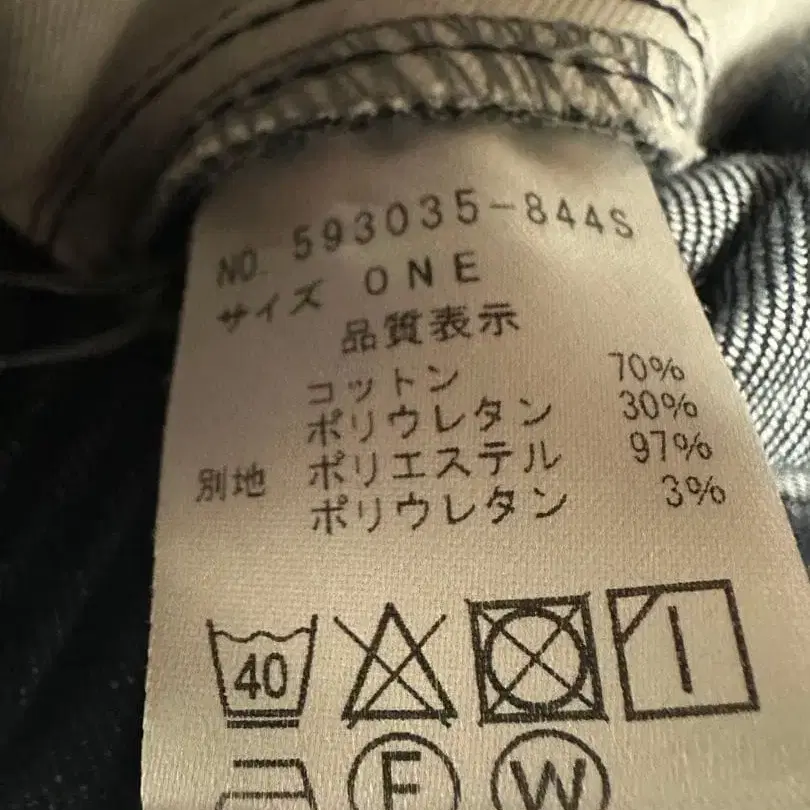 NO. 593035-844S
サイズ ONE
品質表示
コットン 70%
ポリウレタン 30%
別地 ポリエステル 97%
ポリウレタン 3%
40
F W